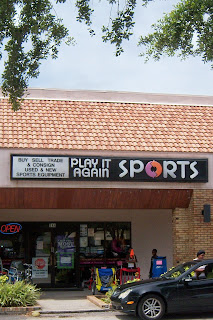 BUY SELL TRADE
& CONSIGN
USED & NEW
SPORTS EQUIPMENT
PLAY IT
AGAIN
SPORTS
OPEN